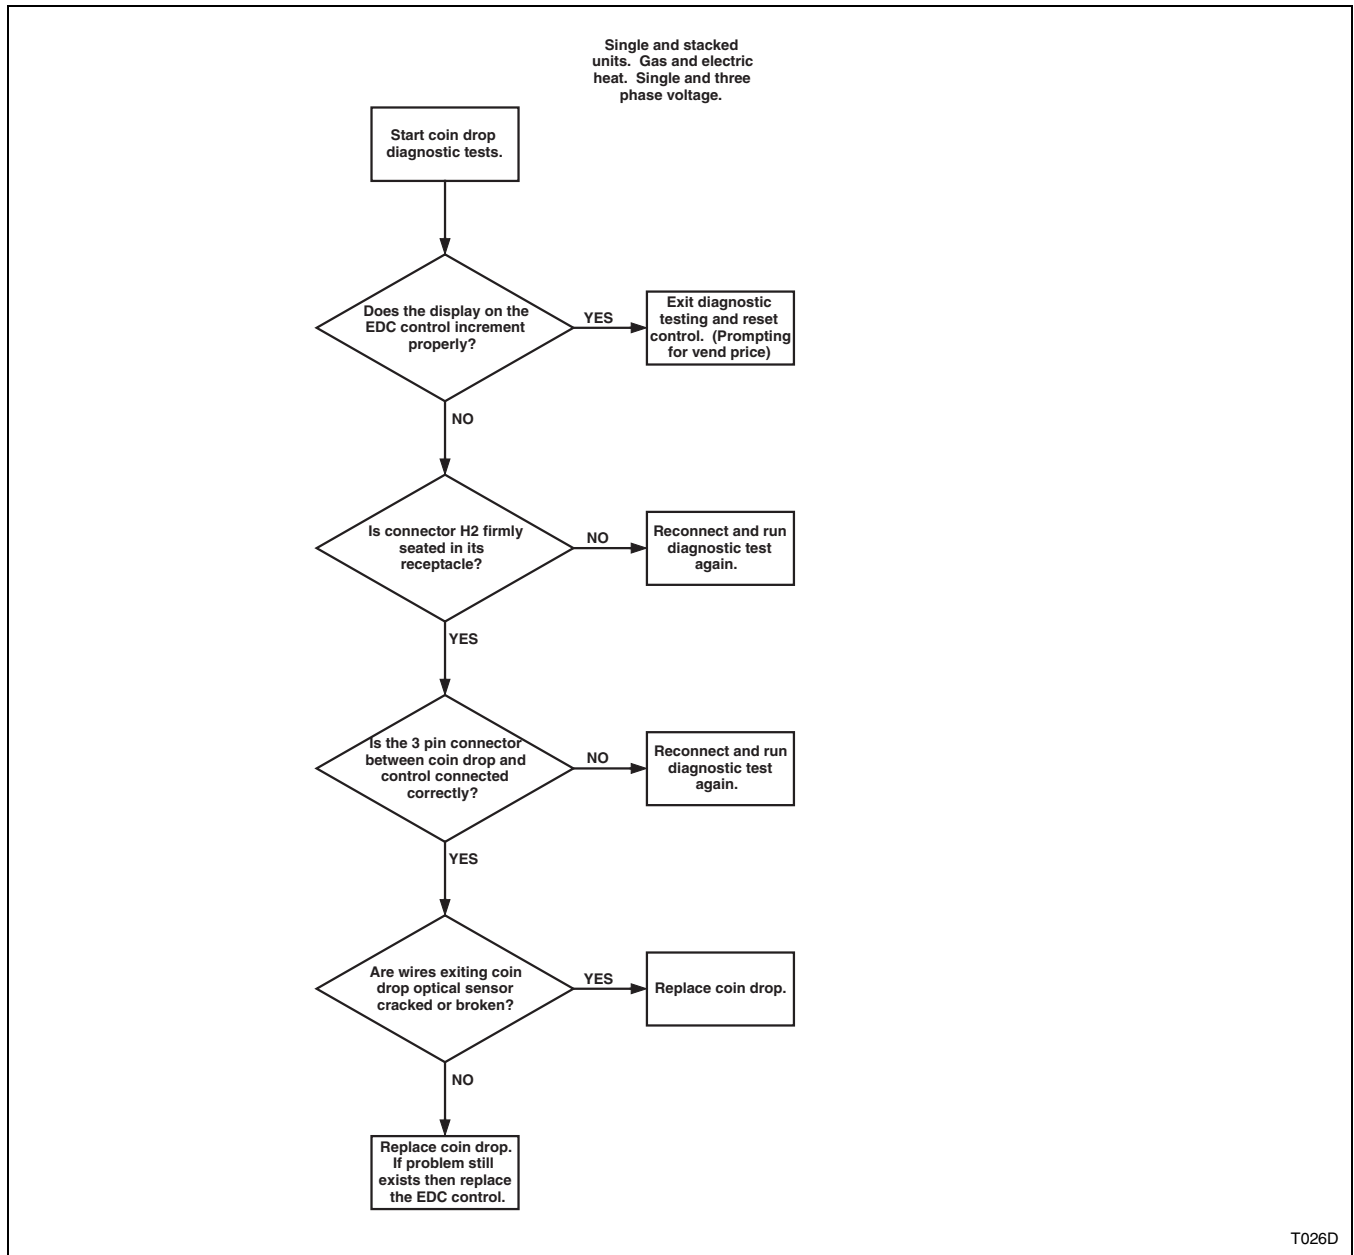 Single and stacked
units.  Gas and electric
heat.  Single and three
phase voltage.
Start coin drop
diagnostic tests.
Does the display on the
EDC control increment
properly?
YES
Exit diagnostic
testing and reset
control.  (Prompting
for vend price)
NO
Is connector H2 firmly
seated in its
receptacle?
NO
Reconnect and run
diagnostic test
again.
YES
Is the 3 pin connector
between coin drop and
control connected
correctly?
NO
Reconnect and run
diagnostic test
again.
YES
Are wires exiting coin
drop optical sensor
cracked or broken?
YES
Replace coin drop.
NO
Replace coin drop.
If problem still
exists then replace
the EDC control.
T026D